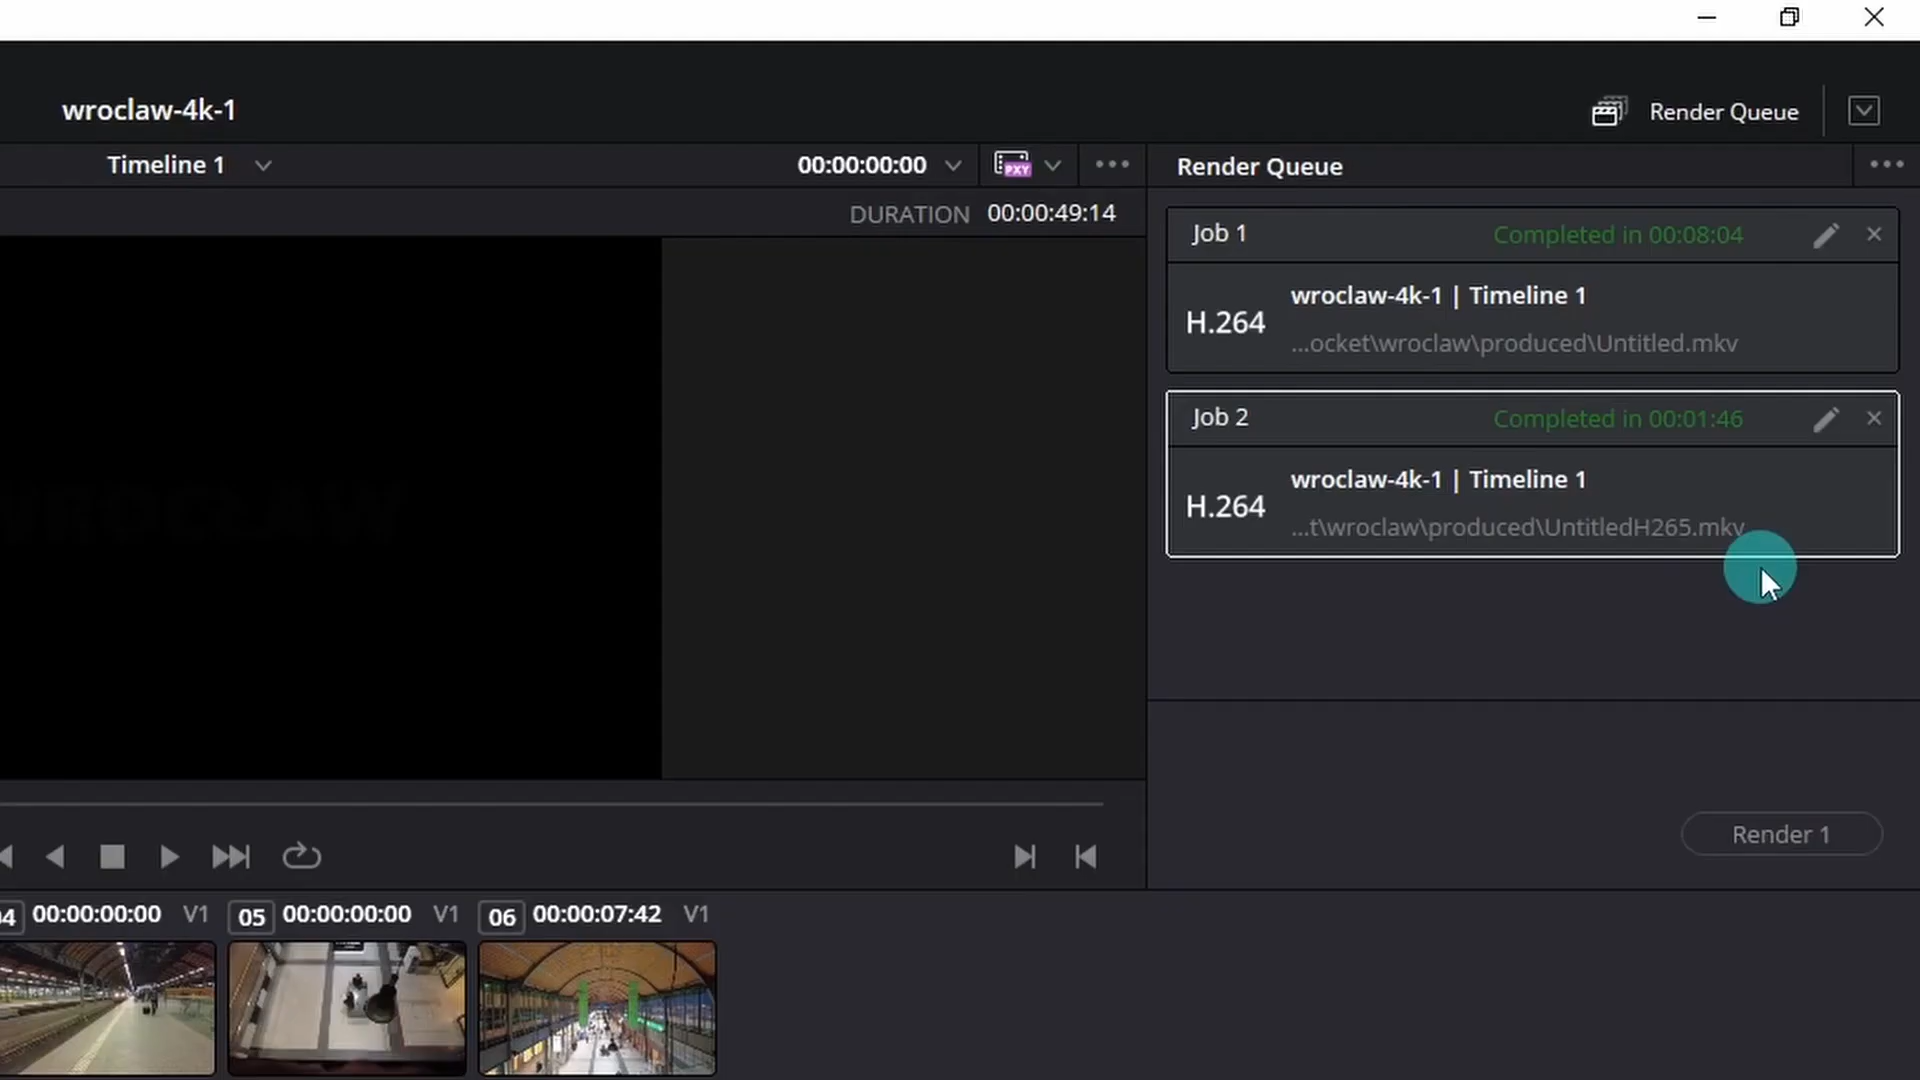 wroclaw-4k-1
Render Queue
Timeline 1
00:00:00:00
PXY
Render Queue
DURATION 00:00:49:14
Job 1
Completed in 00:08:04
H.264
wroclaw-4k-1 | Timeline 1
...ocket\wroclaw\produced\Untitled.mkv
Job 2
Completed in 00:01:46
H.264
wroclaw-4k-1 | Timeline 1
...t\wroclaw\produced\UntitledH265.mkv
WROCŁAW
Render 1
04 00:00:00:00 V1
05 00:00:00:00 V1
06 00:00:07:42 V1